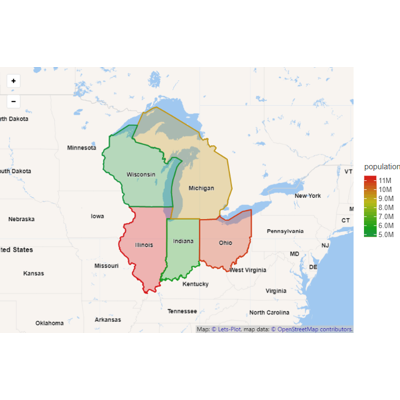 +
−
rth Dakota
Minnesota
uth Dakota
Wisconsin
Michigan
VT
New York
M
CT
Iowa
Nebraska
Illinois
Indiana
Ohio
Pennsylvania
NJ
ted States
MD
DE
Kansas
Missouri
West Virginia
Kentucky
Virginia
Oklahoma
Arkansas
Tennessee
North Carolina
Map: © Lets-Plot, map data: © OpenStreetMap contributors.
population
11M
10M
9.0M
8.0M
7.0M
6.0M
5.0M